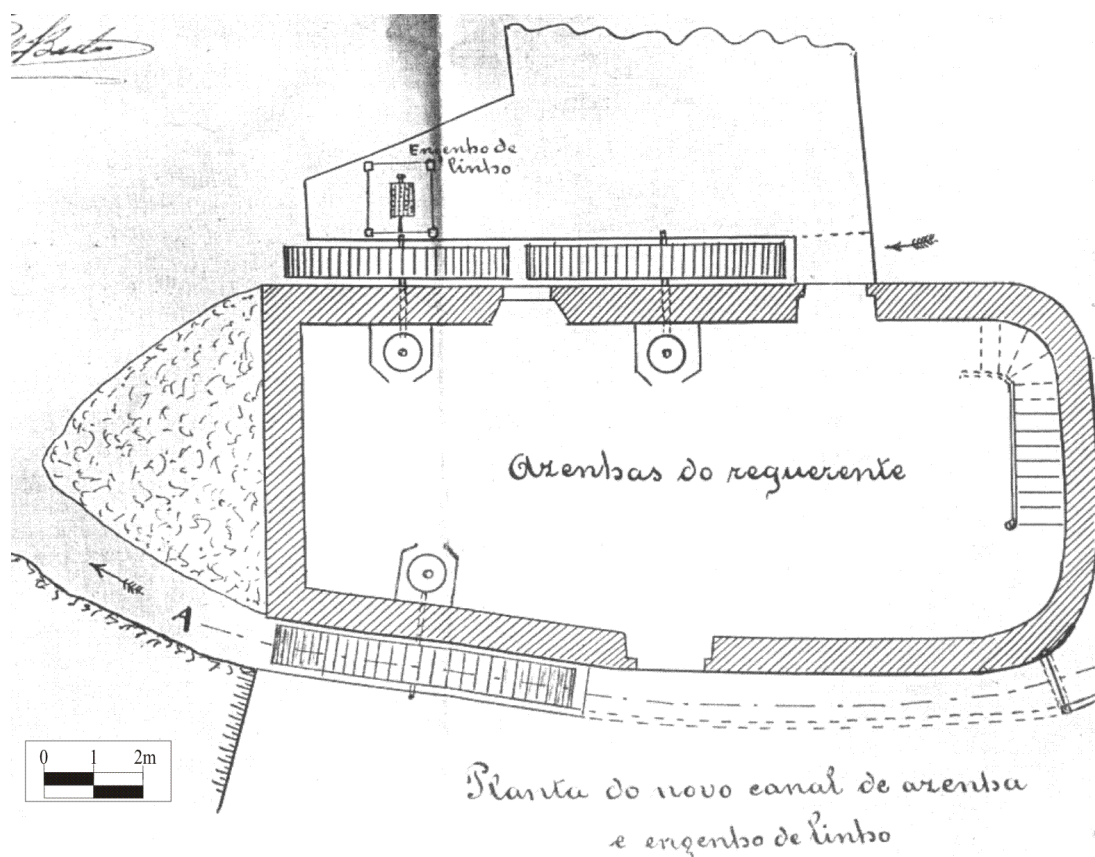 Engenho de
linho
Azenhas do requerente
A
0 1 2m
Planta do novo canal de azenha
e engenho de linho